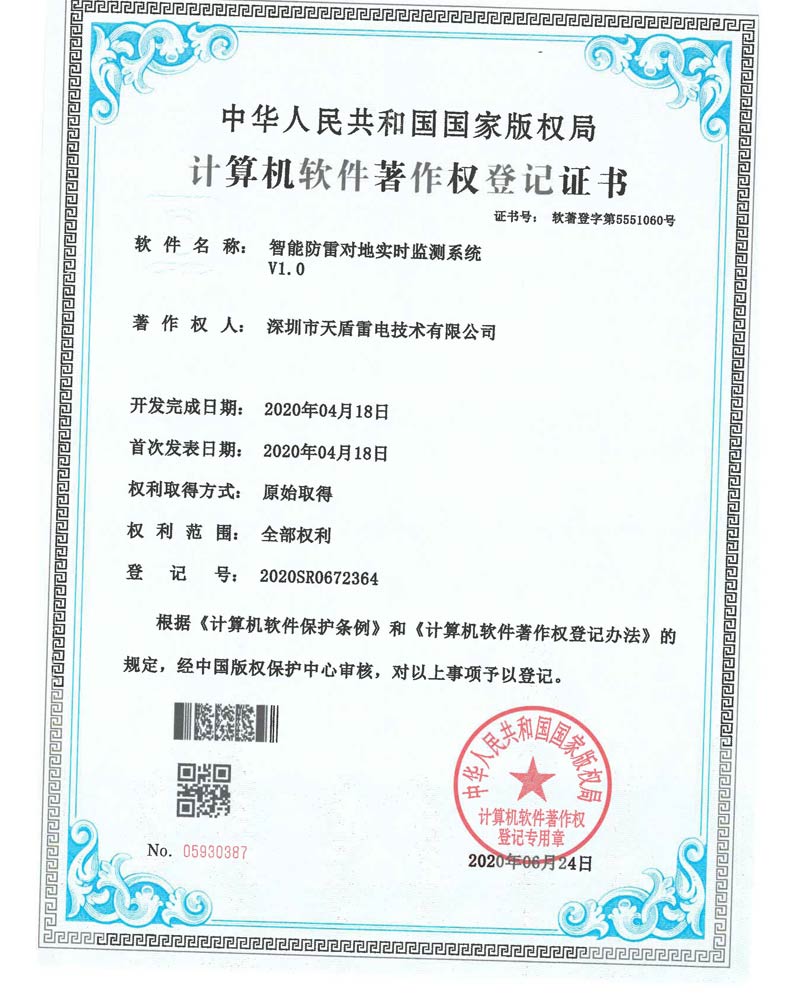 中华人民共和国国家版权局
计算机软件著作权登记证书
证书号： 软著登字第5551060号
软件名称： 智能防雷对地实时监测系统
V1.0
著作权人： 深圳市天盾雷电技术有限公司
开发完成日期： 2020年04月18日
首次发表日期： 2020年04月18日
权利取得方式： 原始取得
权利范围： 全部权利
登记号： 2020SR0672364
根据《计算机软件保护条例》和《计算机软件著作权登记办法》的
规定，经中国版权保护中心审核，对以上事项予以登记。
中华人民共和国国家版权局
计算机软件著作权
登记专用章
No. 05930387
2020年06月24日